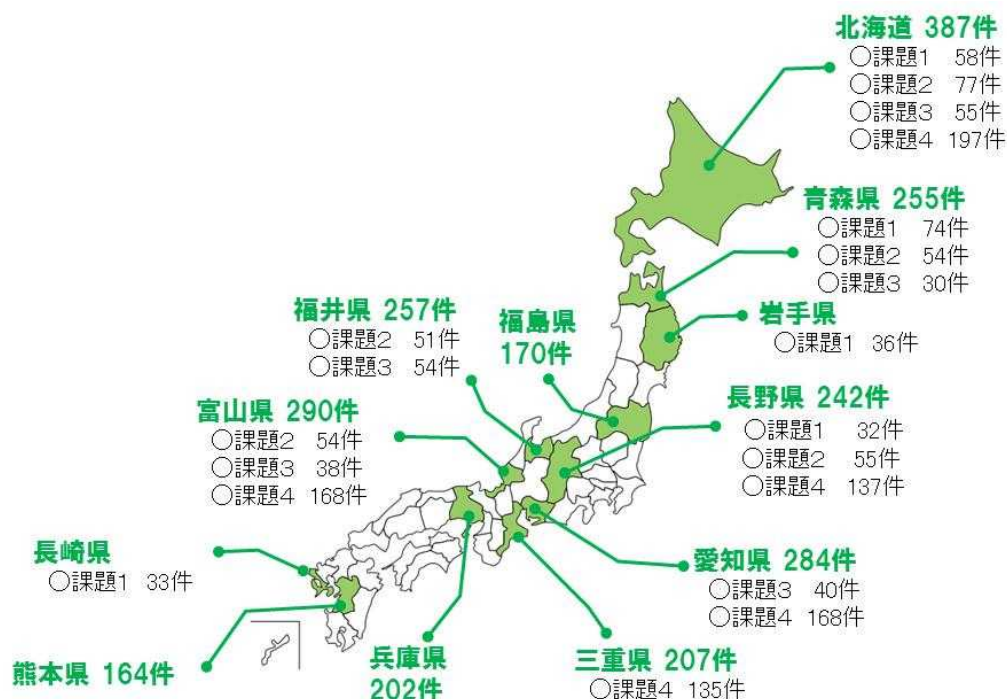 北海道 387件
○課題1 58件
○課題2 77件
○課題3 55件
○課題4 197件
青森県 255件
○課題1 74件
○課題2 54件
○課題3 30件
岩手県
○課題1 36件
福井県 257件
○課題2 51件
○課題3 54件
福島県
170件
長野県 242件
○課題1 32件
○課題2 55件
○課題4 137件
富山県 290件
○課題2 54件
○課題3 38件
○課題4 168件
長崎県
○課題1 33件
愛知県 284件
○課題3 40件
○課題4 168件
熊本県 164件
兵庫県
202件
三重県 207件
○課題4 135件